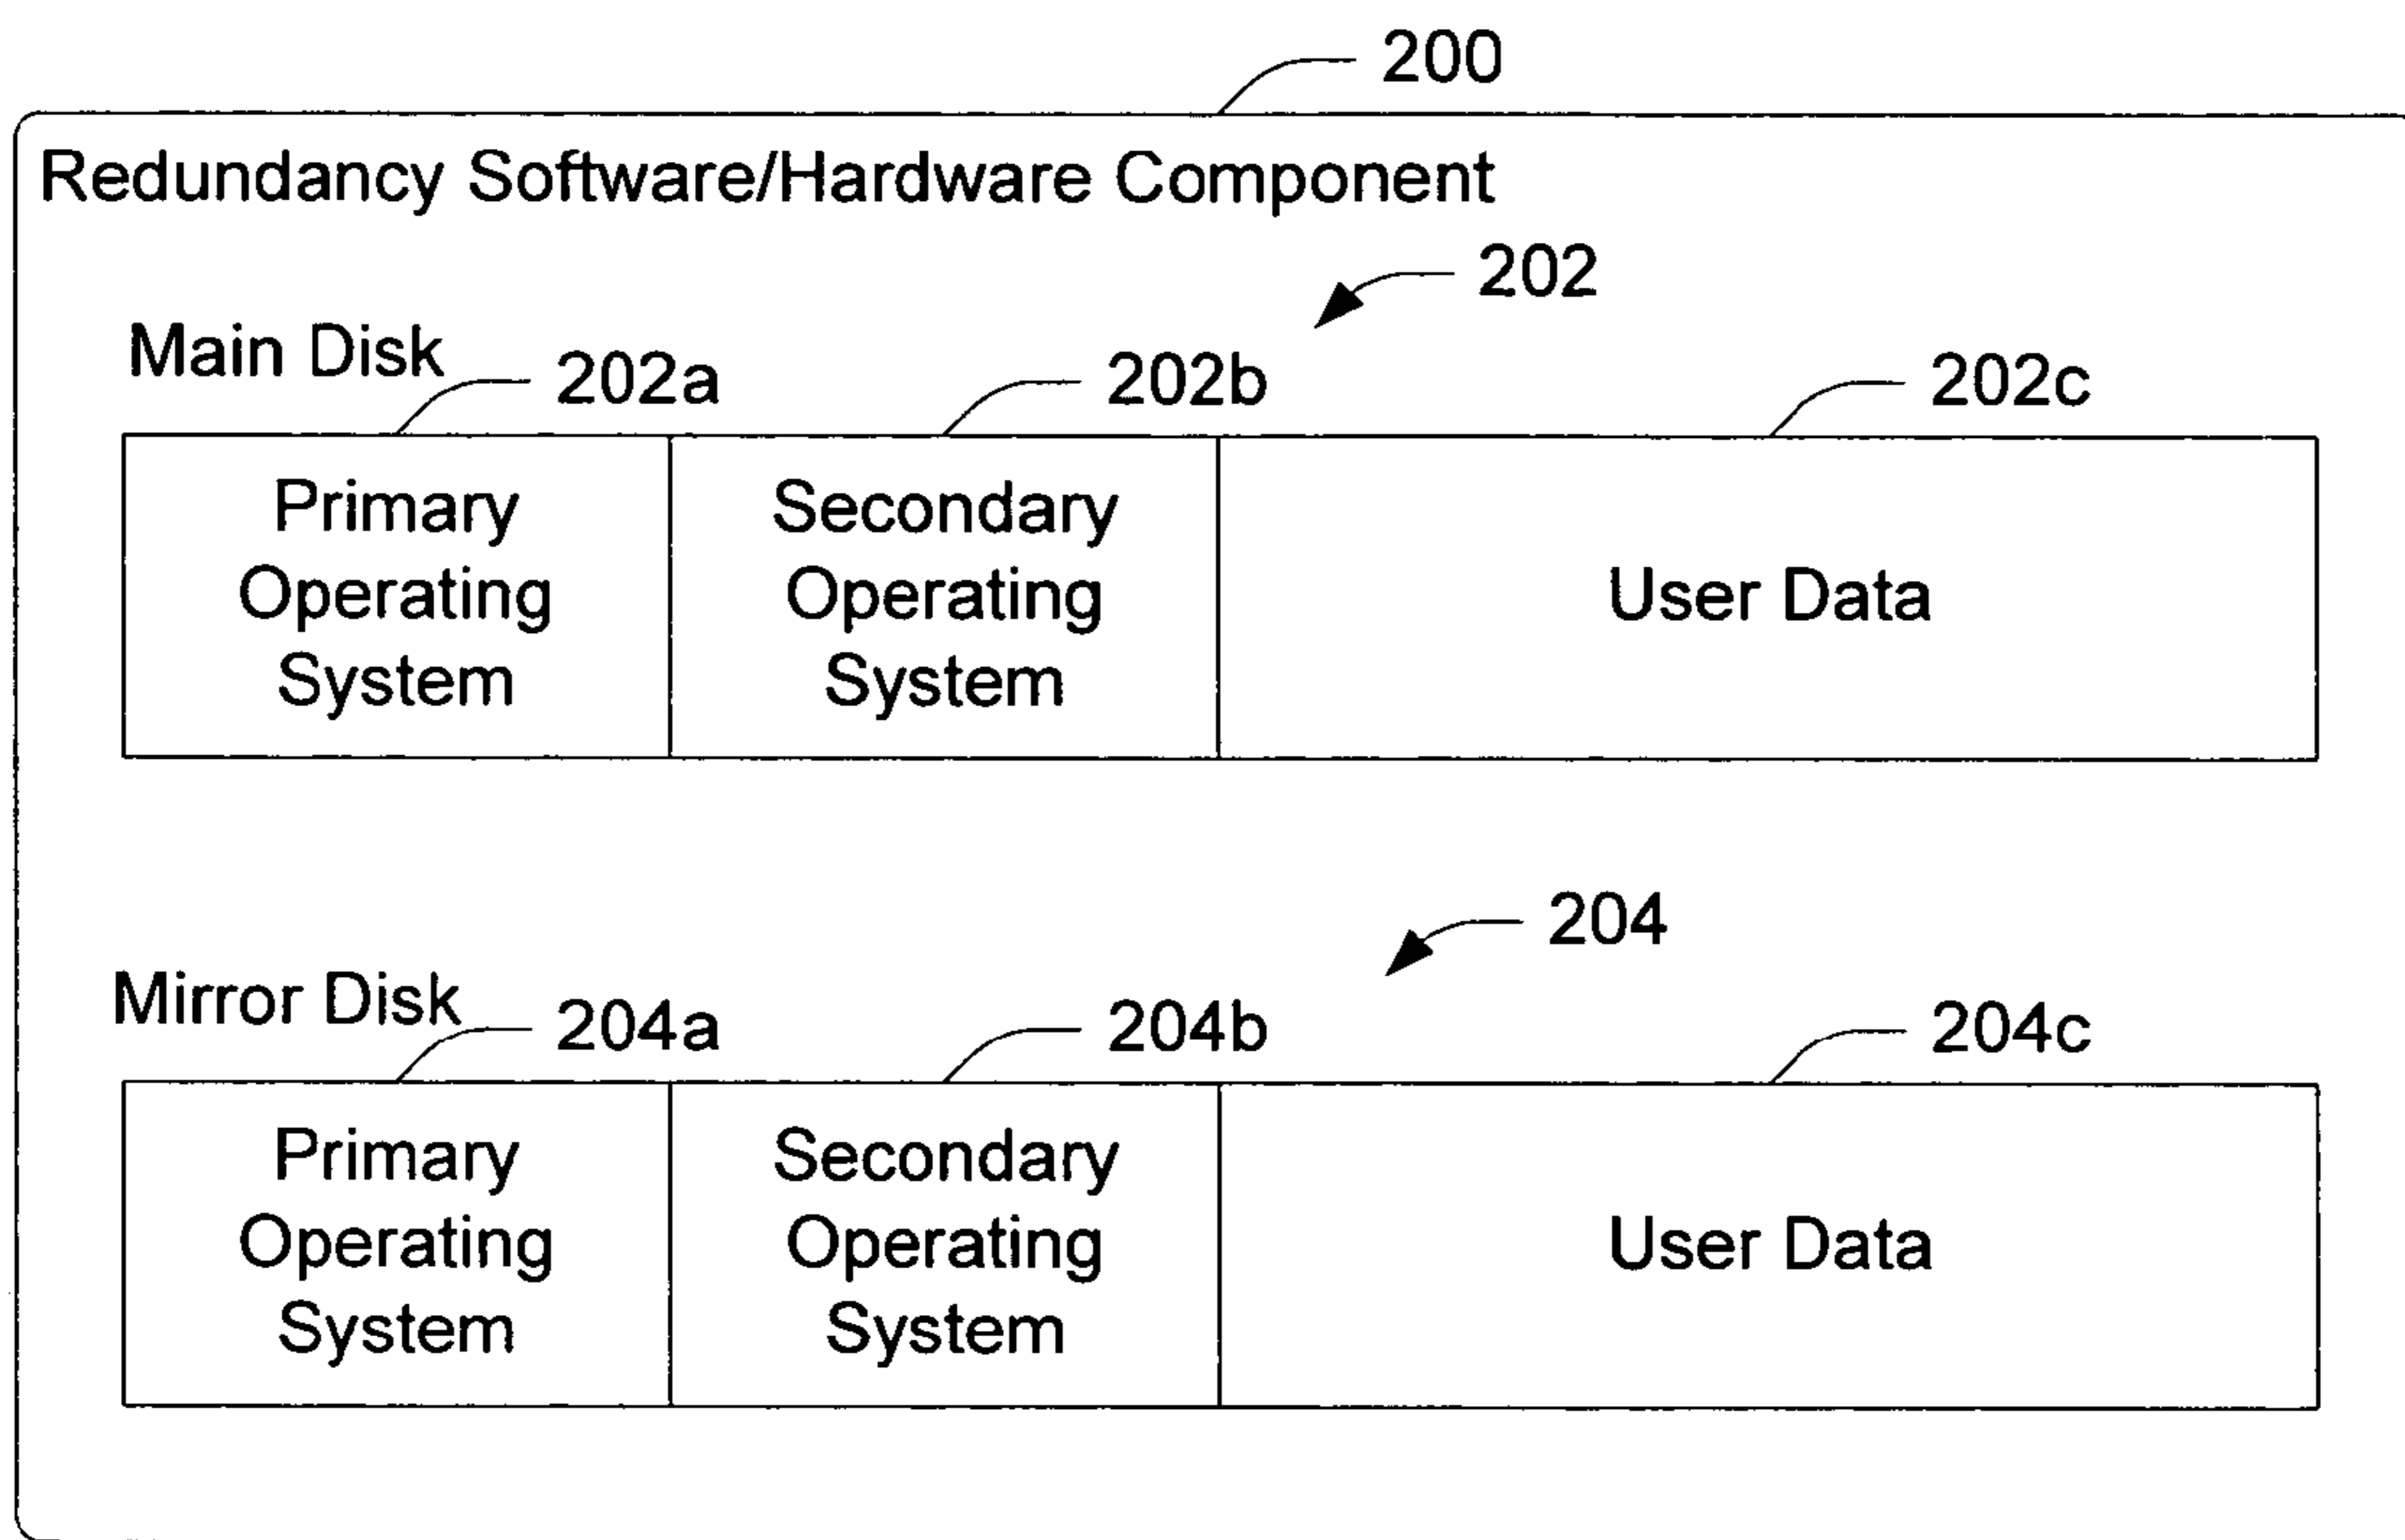 200
Redundancy Software/Hardware Component
202
Main Disk
202a
202b
202c
Primary
Operating
System
Secondary
Operating
System
User Data
204
Mirror Disk
204a
204b
204c
Primary
Operating
System
Secondary
Operating
System
User Data